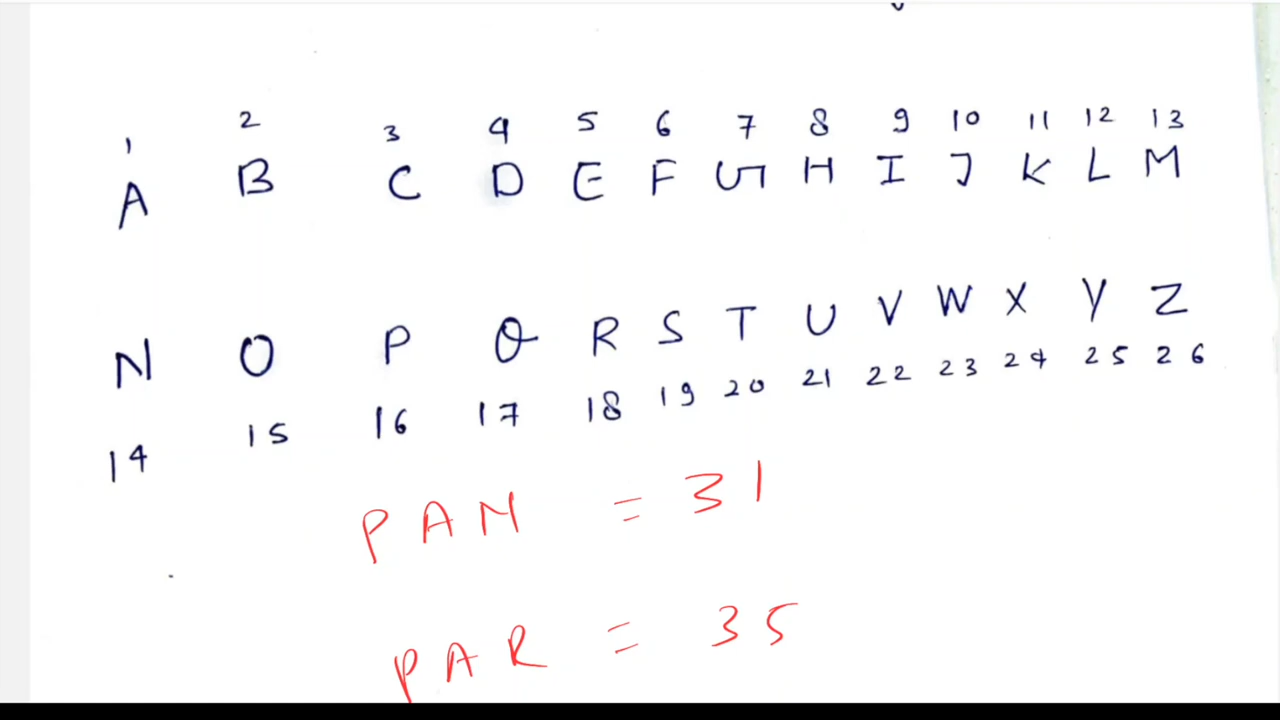 1 2 3 4 5 6 7 8 9 10 11 12 13
A B C D E F G H I J K L M
N O P Q R S T U V W X Y Z
14 15 16 17 18 19 20 21 22 23 24 25 26
PAN = 31
PAR = 35